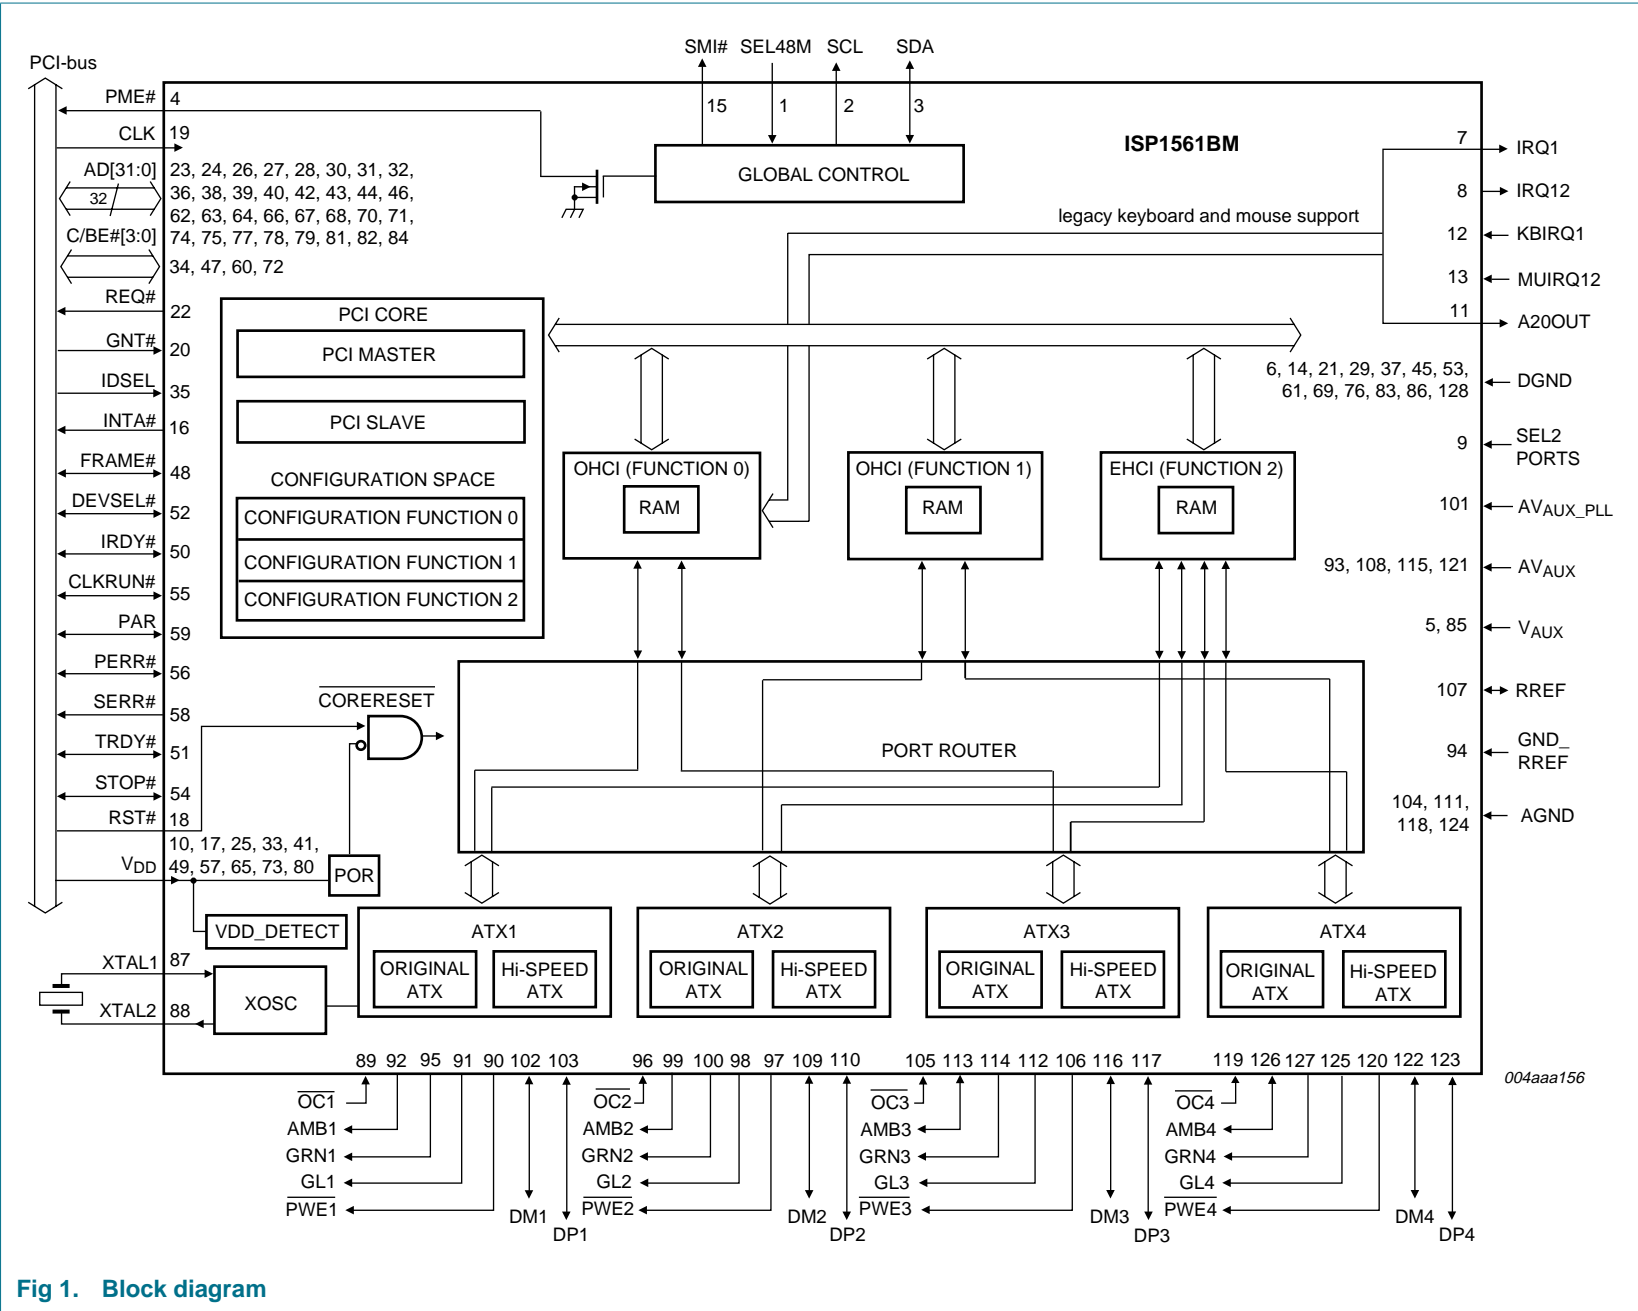 SMI# SEL48M SCL SDA
PCI-bus
15 1 2 3
PME# 4
CLK 19
AD[31:0] 23, 24, 26, 27, 28, 30, 31, 32,
32 36, 38, 39, 40, 42, 43, 44, 46,
62, 63, 64, 66, 67, 68, 70, 71,
74, 75, 77, 78, 79, 81, 82, 84
C/BE#[3:0]
34, 47, 60, 72
REQ# 22
GNT# 20
IDSEL 35
INTA# 16
FRAME# 48
DEVSEL# 52
IRDY# 50
CLKRUN# 55
PAR 59
PERR# 56
SERR# 58
TRDY# 51
STOP# 54
RST# 18
10, 17, 25, 33, 41,
VDD 49, 57, 65, 73, 80
POR
VDD_DETECT
XTAL1 87
XTAL2 88
XOSC
CORERESET
GLOBAL CONTROL
ISP1561BM
legacy keyboard and mouse support
PCI CORE
PCI MASTER
PCI SLAVE
CONFIGURATION SPACE
CONFIGURATION FUNCTION 0
CONFIGURATION FUNCTION 1
CONFIGURATION FUNCTION 2
OHCI (FUNCTION 0)
RAM
OHCI (FUNCTION 1)
RAM
EHCI (FUNCTION 2)
RAM
PORT ROUTER
7 IRQ1
8 IRQ12
12 KBIRQ1
13 MUIRQ12
11 A20OUT
6, 14, 21, 29, 37, 45, 53,
61, 69, 76, 83, 86, 128
DGND
9 SEL2
PORTS
101 AVAUX_PLL
93, 108, 115, 121 AVAUX
5, 85 VAUX
107 RREF
94 GND_
RREF
104, 111,
118, 124
AGND
ATX1
ORIGINAL
ATX
Hi-SPEED
ATX
ATX2
ORIGINAL
ATX
Hi-SPEED
ATX
ATX3
ORIGINAL
ATX
Hi-SPEED
ATX
ATX4
ORIGINAL
ATX
Hi-SPEED
ATX
89 92 95 91 90 102 103 96 99 100 98 97 109 110 105 113 114 112 106 116 117 119 126 127 125 120 122 123
004aaa156
OC1 OC2 OC3 OC4
AMB1 AMB2 AMB3 AMB4
GRN1 GRN2 GRN3 GRN4
GL1 GL2 GL3 GL4
PWE1 PWE2 PWE3 PWE4
DM1 DM2 DM3 DM4
DP1 DP2 DP3 DP4
Fig 1. Block diagram